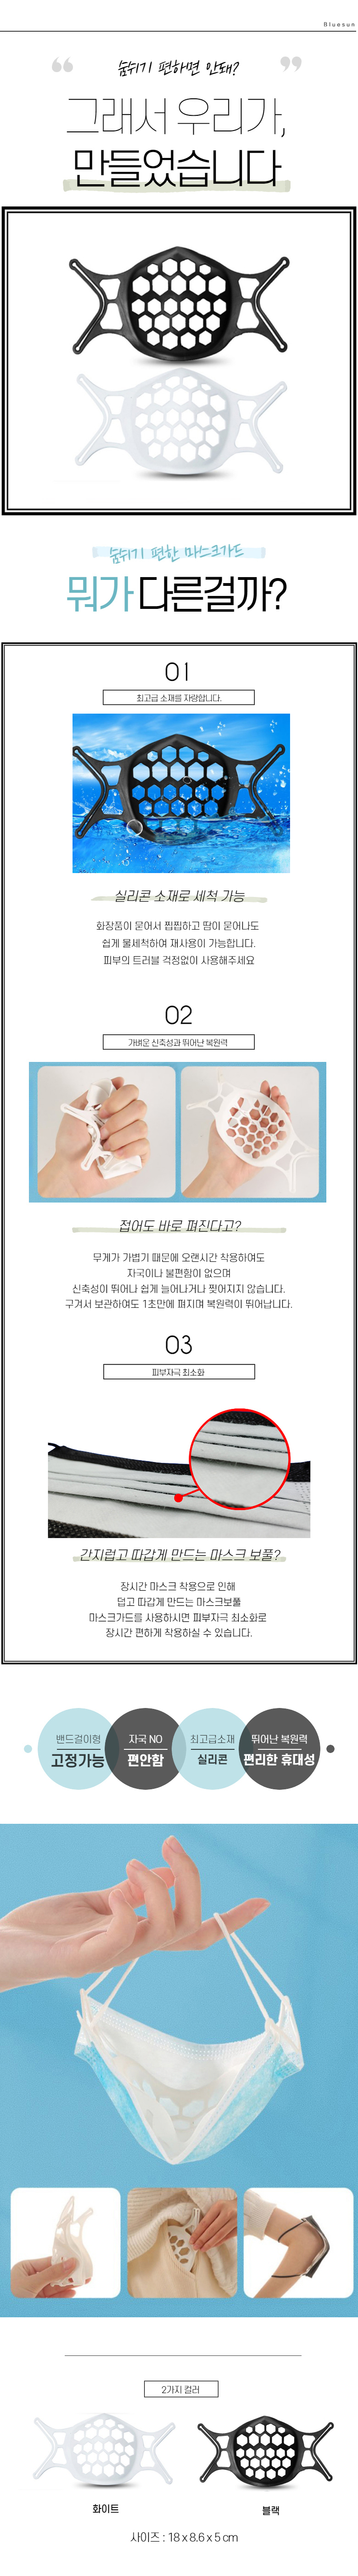 Bluesun
숨쉬기 편하면 안돼?
그래서 우리가,
만들었습니다
숨쉬기 편한 마스크가드
뭐가 다른걸까?
01
최고급 소재를 자랑합니다.
실리콘 소재로 세척 가능
화장품이 묻어서 찝찝하고 땀이 묻어나도
쉽게 물세척하여 재사용이 가능합니다.
피부의 트러블 걱정없이 사용해주세요
02
가벼운 신축성과 뛰어난 복원력
접어도 바로 펴진다고?
무게가 가볍기 때문에 오랜시간 착용하여도
자국이나 불편함이 없으며
신축성이 뛰어나 쉽게 늘어나거나 찢어지지 않습니다.
구겨서 보관하여도 1초만에 펴지며 복원력이 뛰어납니다.
03
피부자극 최소화
간지럽고 따갑게 만드는 마스크 보풀?
장시간 마스크 착용으로 인해
덥고 따갑게 만드는 마스크보풀
마스크가드를 사용하시면 피부자극 최소화로
장시간 편하게 착용하실 수 있습니다.
밴드걸이형
고정가능
자국 NO
편안함
최고급소재
실리콘
뛰어난 복원력
편리한 휴대성
2가지 컬러
화이트
블랙
사이즈 : 18 x 8.6 x 5 cm